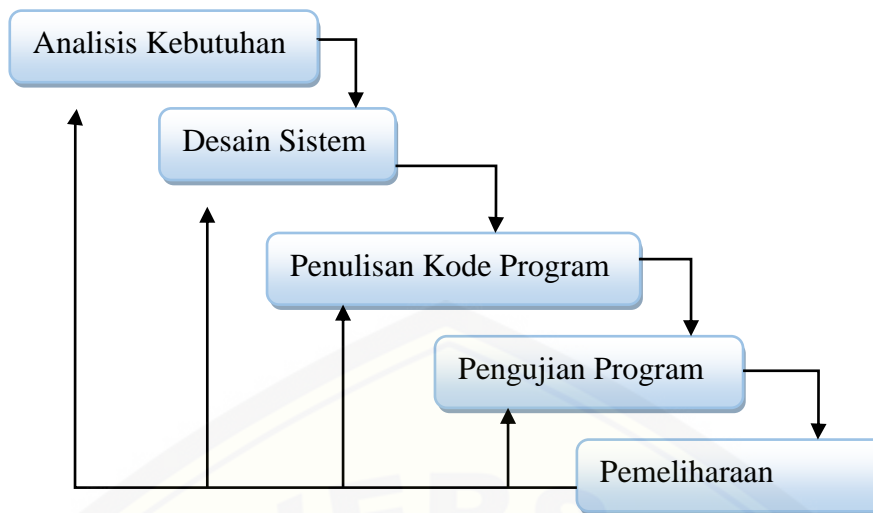 Analisis Kebutuhan
Desain Sistem
Penulisan Kode Program
Pengujian Program
Pemeliharaan